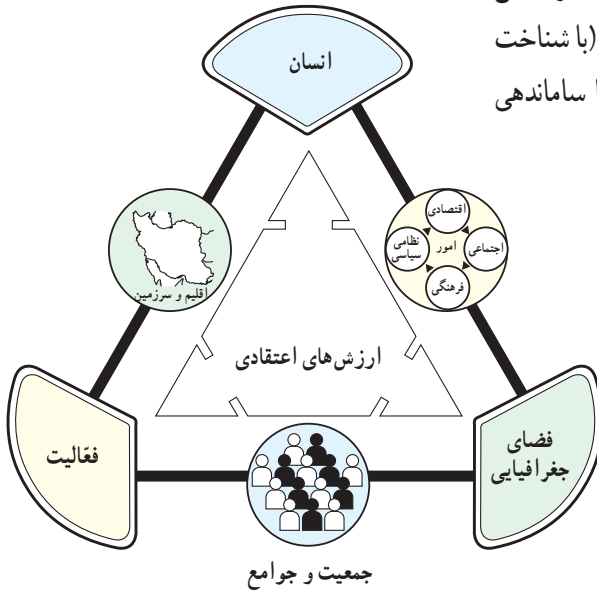 (با شناخت
ساماندهی
انسان
اقتصادی
نظامی
سیاسی
امور
اجتماعی
فرهنگی
اقلیم و سرزمین
ارزش‌های اعتقادی
فعّالیت
فضای
جغرافیایی
جمعیت و جوامع